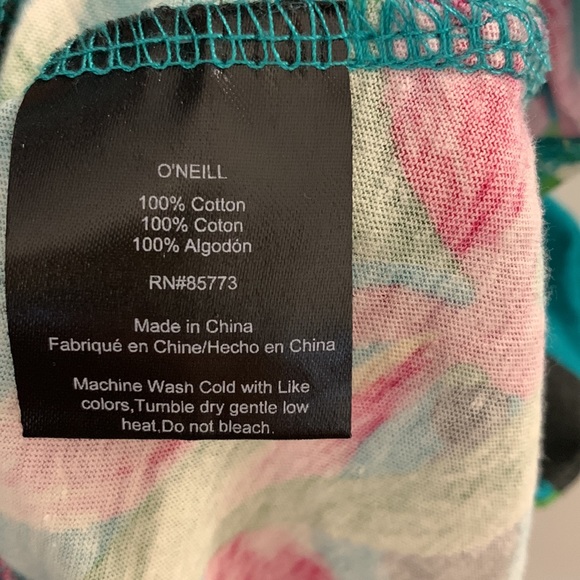 O'NEILL
100% Cotton
100% Coton
100% Algodón
RN#85773
Made in China
Fabriqué en Chine/Hecho en China
Machine Wash Cold with Like
colors,Tumble dry gentle low
heat,Do not bleach.